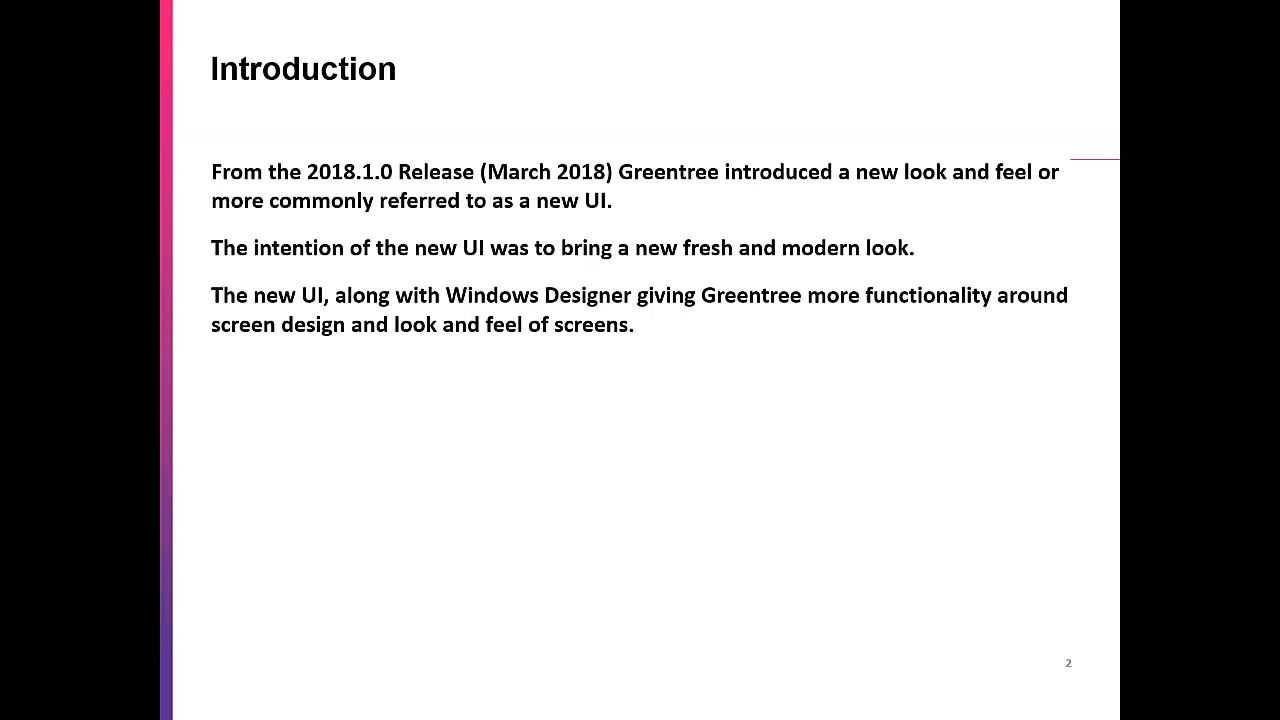 Introduction
From the 2018.1.0 Release (March 2018) Greentree introduced a new look and feel or
more commonly referred to as a new UI.
The intention of the new UI was to bring a new fresh and modern look.
The new UI, along with Windows Designer giving Greentree more functionality around
screen design and look and feel of screens.
2